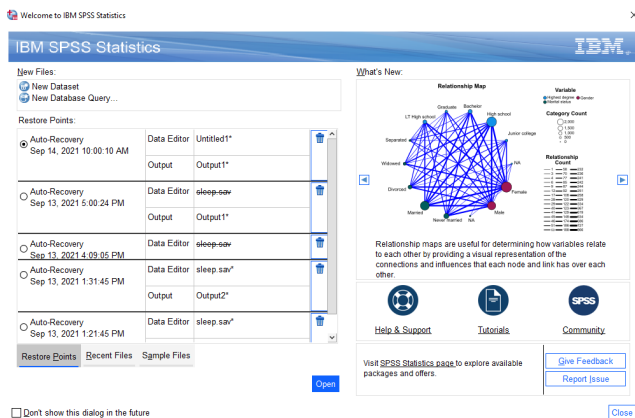 Welcome to IBM SPSS Statistics
IBM SPSS Statistics
IBM
New Files:
New Dataset
New Database Query...
Restore Points:
Auto-Recovery
Sep 14, 2021 10:00:10 AM
Data Editor
Untitled1*
Output
Output1*
Auto-Recovery
Sep 13, 2021 5:00:24 PM
Data Editor
sleep.sav
Output
Output1*
Auto-Recovery
Sep 13, 2021 4:09:05 PM
Data Editor
sleep.sav
Auto-Recovery
Sep 13, 2021 1:31:45 PM
Data Editor
sleep.sav*
Output
Output2*
Auto-Recovery
Sep 13, 2021 1:21:45 PM
Data Editor
sleep.sav*
Restore Points
Recent Files
Sample Files
Open
What's New:
Relationship Map
Graduate
Bachelor
LT High school
High school
Junior college
Separated
Widowed
NA
Divorced
Female
Married
Male
Never married
NA
Variable
Highest degree
Gender
Marital status
Category Count
2,000
1,500
1,000
500
0
Relationship
Count
Relationship maps are useful for determining how variables relate
to each other by providing a visual representation of the
connections and influences that each node and link has over each
other.
SPSS
Help & Support
Tutorials
Community
Visit SPSS Statistics page to explore available
packages and offers.
Give Feedback
Report Issue
Don't show this dialog in the future
Close